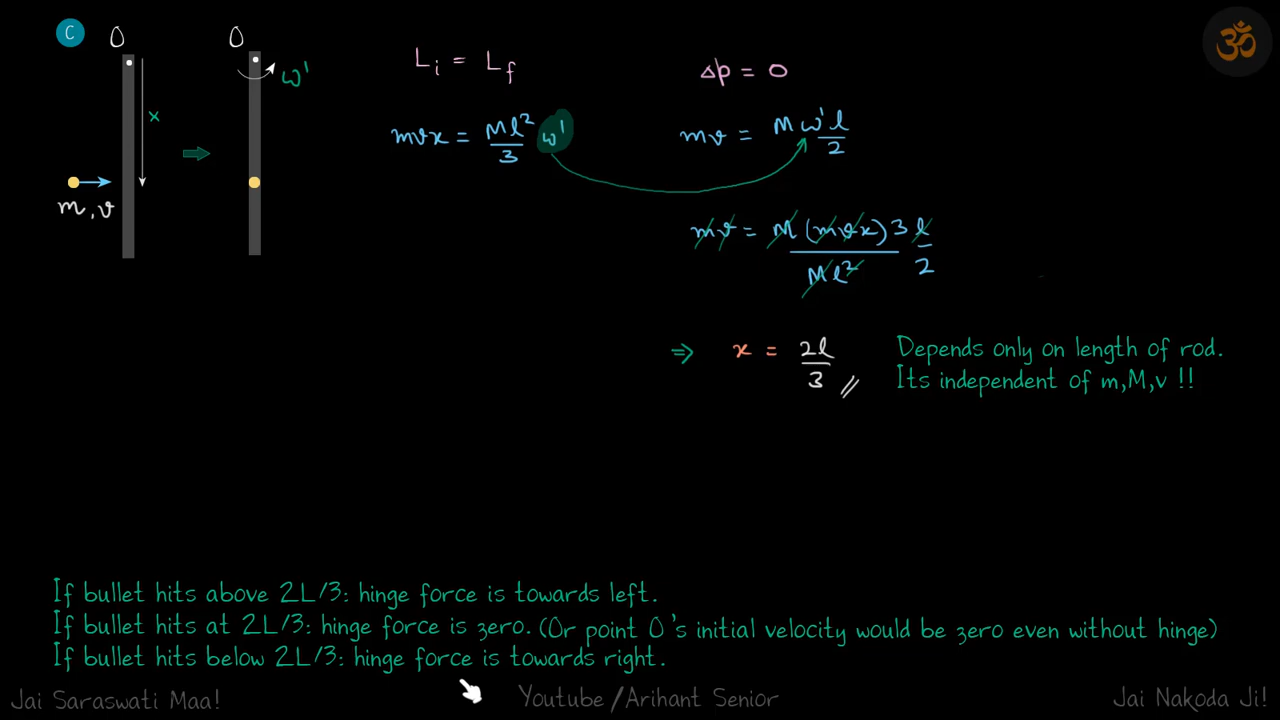 C
O
O
ω'
x
m, v
ॐ
Lᵢ = L_f
mvx = Ml²/3 ω'
Δp = 0
mv = Mω'l/2
mv = M(mvx)3/Ml² l/2
⇒ x = 2l/3 //
Depends only on length of rod.
Its independent of m,M,v !!
If bullet hits above 2L/3: hinge force is towards left.
If bullet hits at 2L/3: hinge force is zero. (Or point O's initial velocity would be zero even without hinge)
If bullet hits below 2L/3: hinge force is towards right.
Jai Saraswati Maa!
Youtube/Arihant Senior
Jai Nakoda Ji!